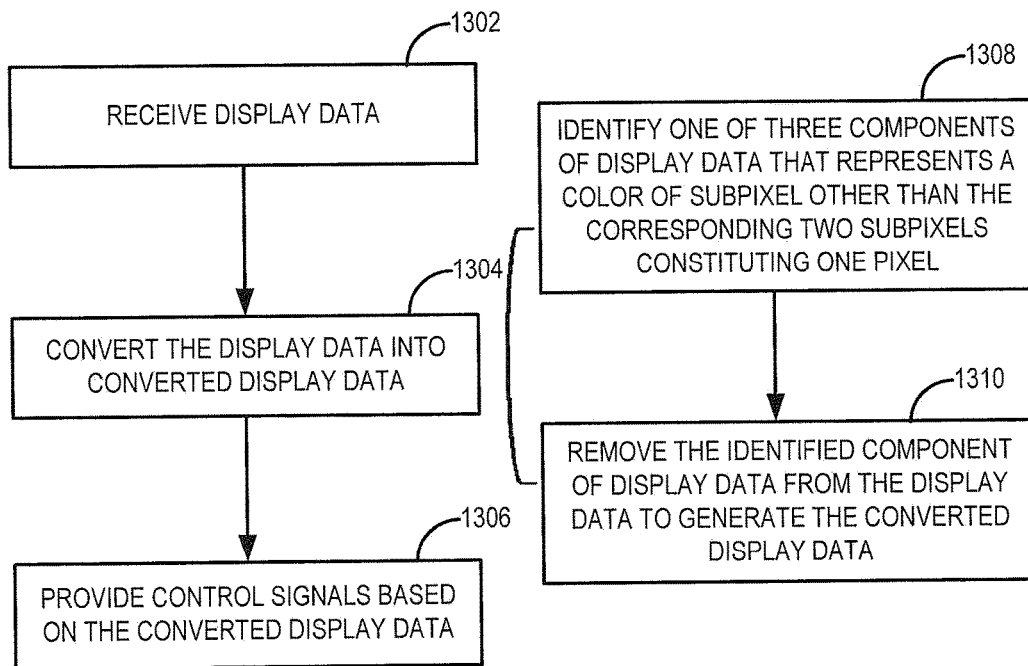 1302
RECEIVE DISPLAY DATA
1304
CONVERT THE DISPLAY DATA INTO
CONVERTED DISPLAY DATA
1306
PROVIDE CONTROL SIGNALS BASED
ON THE CONVERTED DISPLAY DATA
1308
IDENTIFY ONE OF THREE COMPONENTS
OF DISPLAY DATA THAT REPRESENTS A
COLOR OF SUBPIXEL OTHER THAN THE
CORRESPONDING TWO SUBPIXELS
CONSTITUTING ONE PIXEL
1310
REMOVE THE IDENTIFIED COMPONENT
OF DISPLAY DATA FROM THE DISPLAY
DATA TO GENERATE THE CONVERTED
DISPLAY DATA